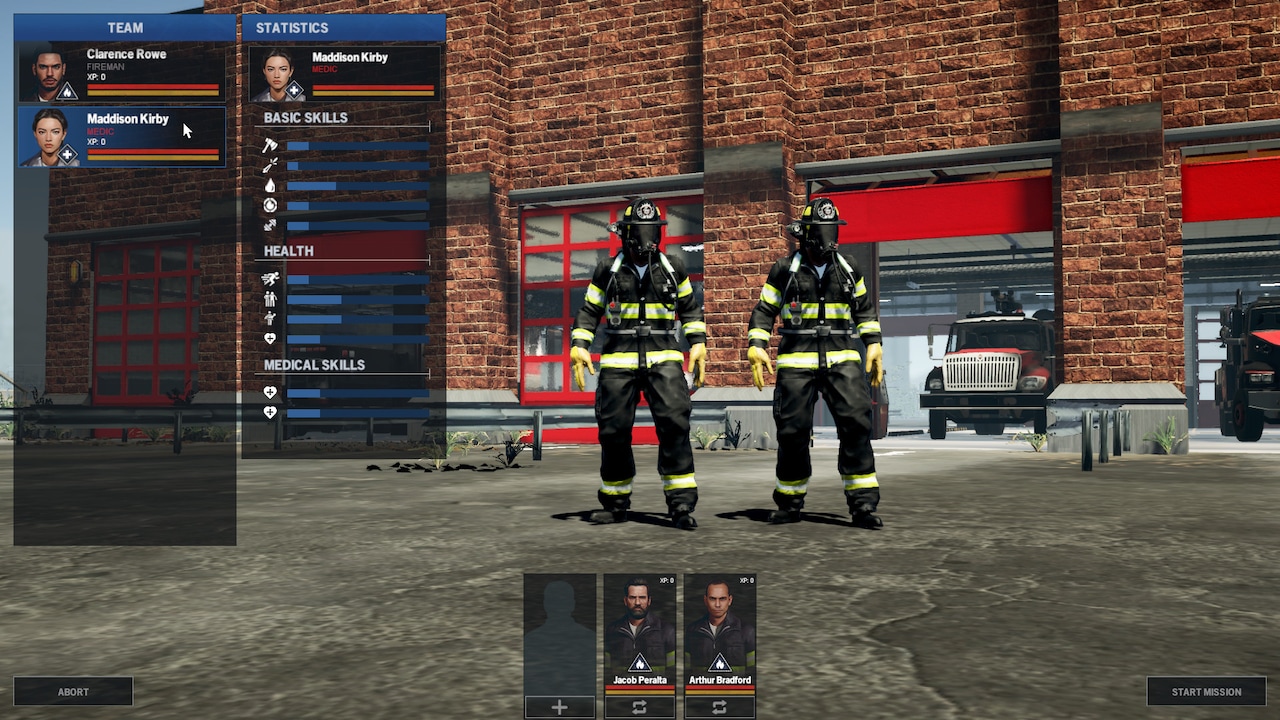 TEAM
Clarence Rowe
FIREMAN
XP: 0
Maddison Kirby
MEDIC
XP: 0
STATISTICS
Maddison Kirby
MEDIC
BASIC SKILLS
HEALTH
MEDICAL SKILLS
XP: 0
Jacob Peralta
XP: 0
Arthur Bradford
ABORT
START MISSION